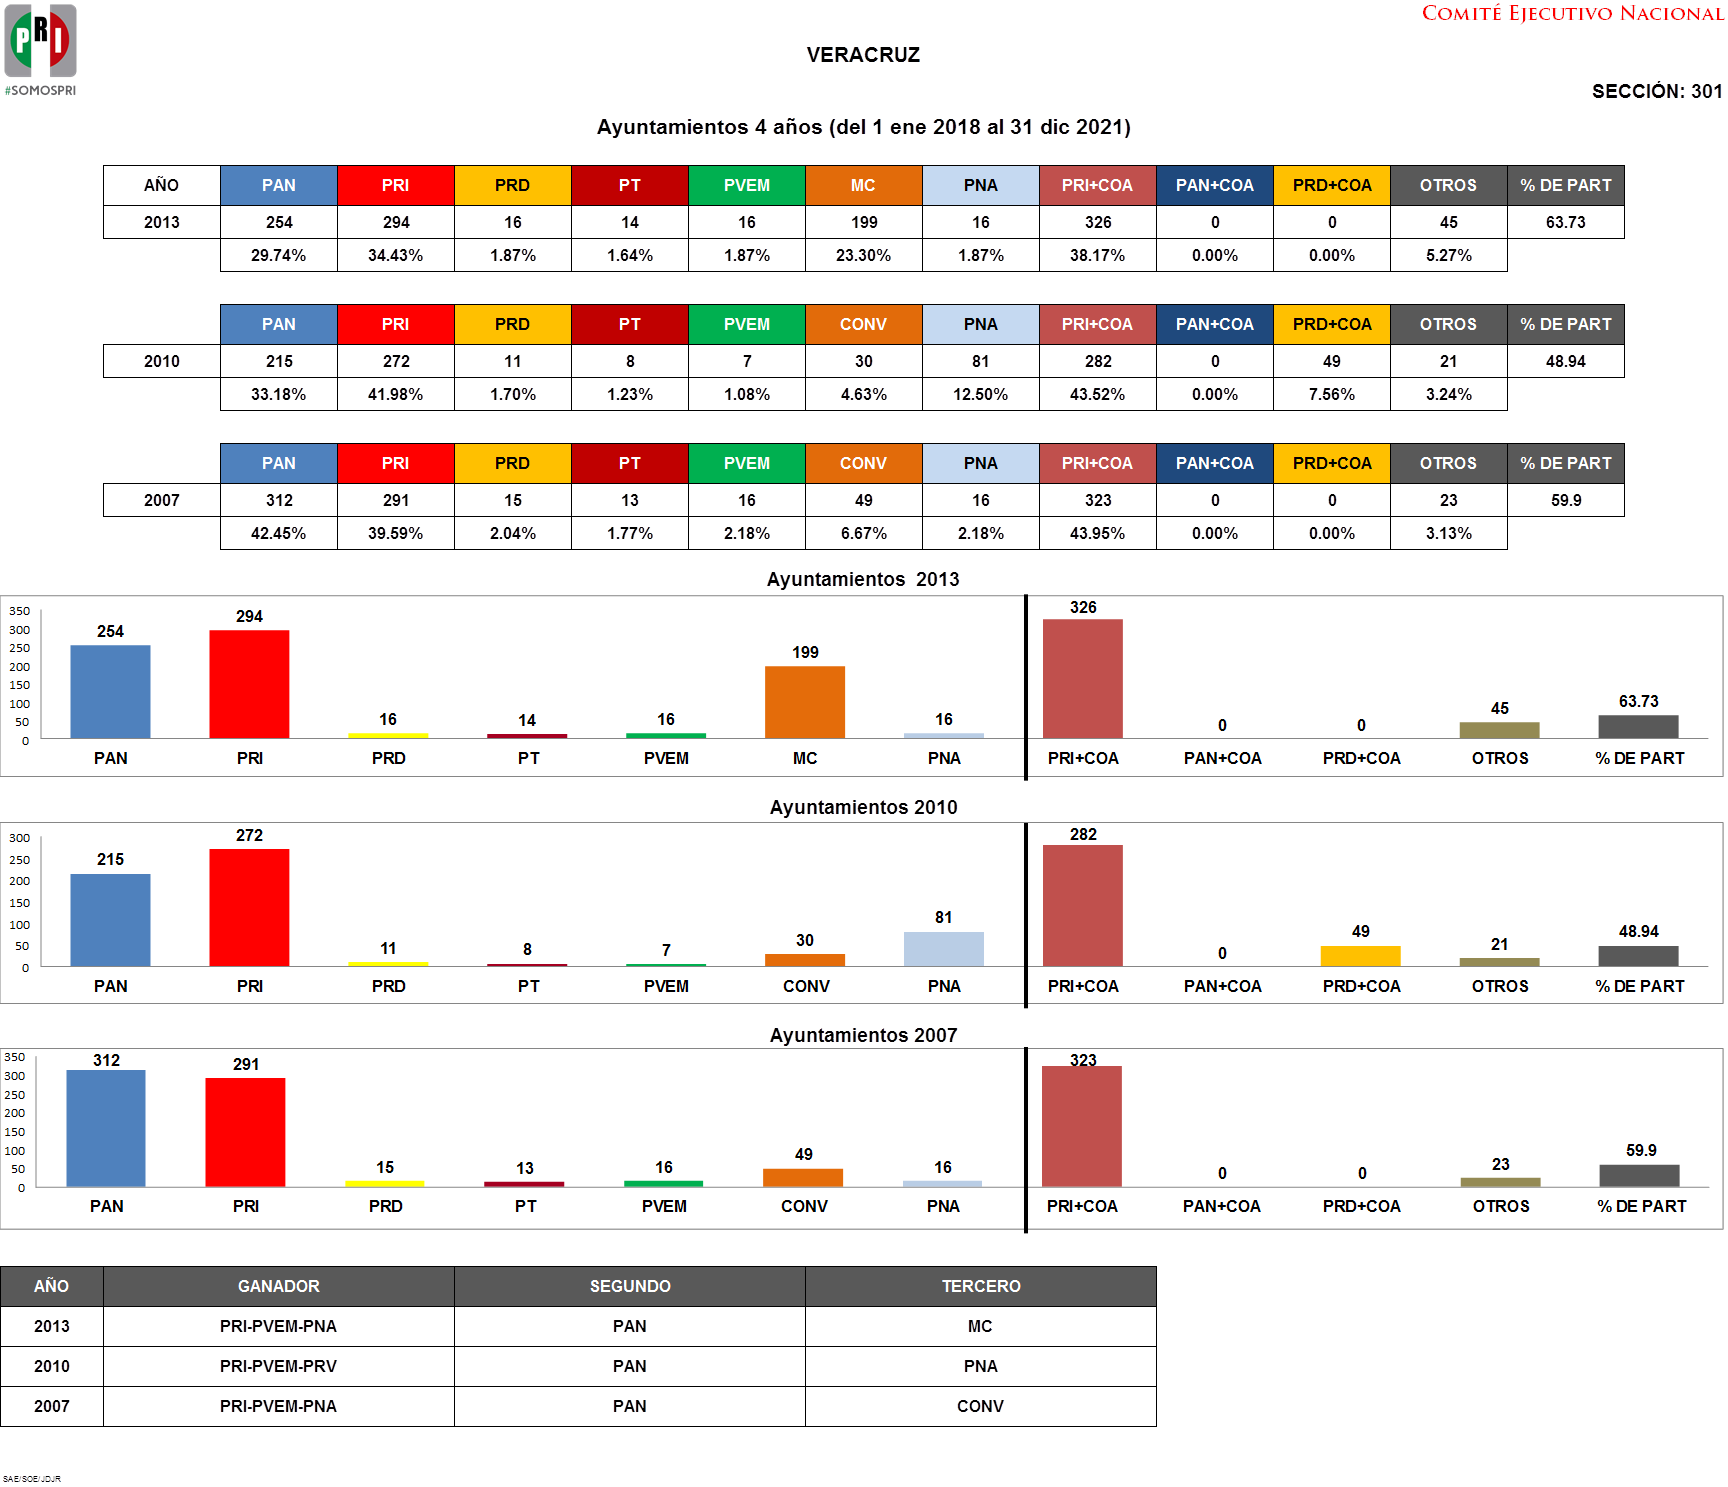 PRI
#SOMOSPRI
COMITÉ EJECUTIVO NACIONAL
VERACRUZ
SECCIÓN: 301
Ayuntamientos 4 años (del 1 ene 2018 al 31 dic 2021)
AÑO PAN PRI PRD PT PVEM MC PNA PRI+COA PAN+COA PRD+COA OTROS % DE PART
2013 254 294 16 14 16 199 16 326 0 0 45 63.73
29.74% 34.43% 1.87% 1.64% 1.87% 23.30% 1.87% 38.17% 0.00% 0.00% 5.27%
PAN PRI PRD PT PVEM CONV PNA PRI+COA PAN+COA PRD+COA OTROS % DE PART
2010 215 272 11 8 7 30 81 282 0 49 21 48.94
33.18% 41.98% 1.70% 1.23% 1.08% 4.63% 12.50% 43.52% 0.00% 7.56% 3.24%
PAN PRI PRD PT PVEM CONV PNA PRI+COA PAN+COA PRD+COA OTROS % DE PART
2007 312 291 15 13 16 49 16 323 0 0 23 59.9
42.45% 39.59% 2.04% 1.77% 2.18% 6.67% 2.18% 43.95% 0.00% 0.00% 3.13%
Ayuntamientos 2013
350
300
250
200
150
100
50
0
254 294 16 14 16 199 16 326 0 0 45 63.73
PAN PRI PRD PT PVEM MC PNA PRI+COA PAN+COA PRD+COA OTROS % DE PART
Ayuntamientos 2010
300
250
200
150
100
50
0
215 272 11 8 7 30 81 282 0 49 21 48.94
PAN PRI PRD PT PVEM CONV PNA PRI+COA PAN+COA PRD+COA OTROS % DE PART
Ayuntamientos 2007
350
300
250
200
150
100
50
0
312 291 15 13 16 49 16 323 0 0 23 59.9
PAN PRI PRD PT PVEM CONV PNA PRI+COA PAN+COA PRD+COA OTROS % DE PART
AÑO GANADOR SEGUNDO TERCERO
2013 PRI-PVEM-PNA PAN MC
2010 PRI-PVEM-PRV PAN PNA
2007 PRI-PVEM-PNA PAN CONV
SAE/SOE/JDJR